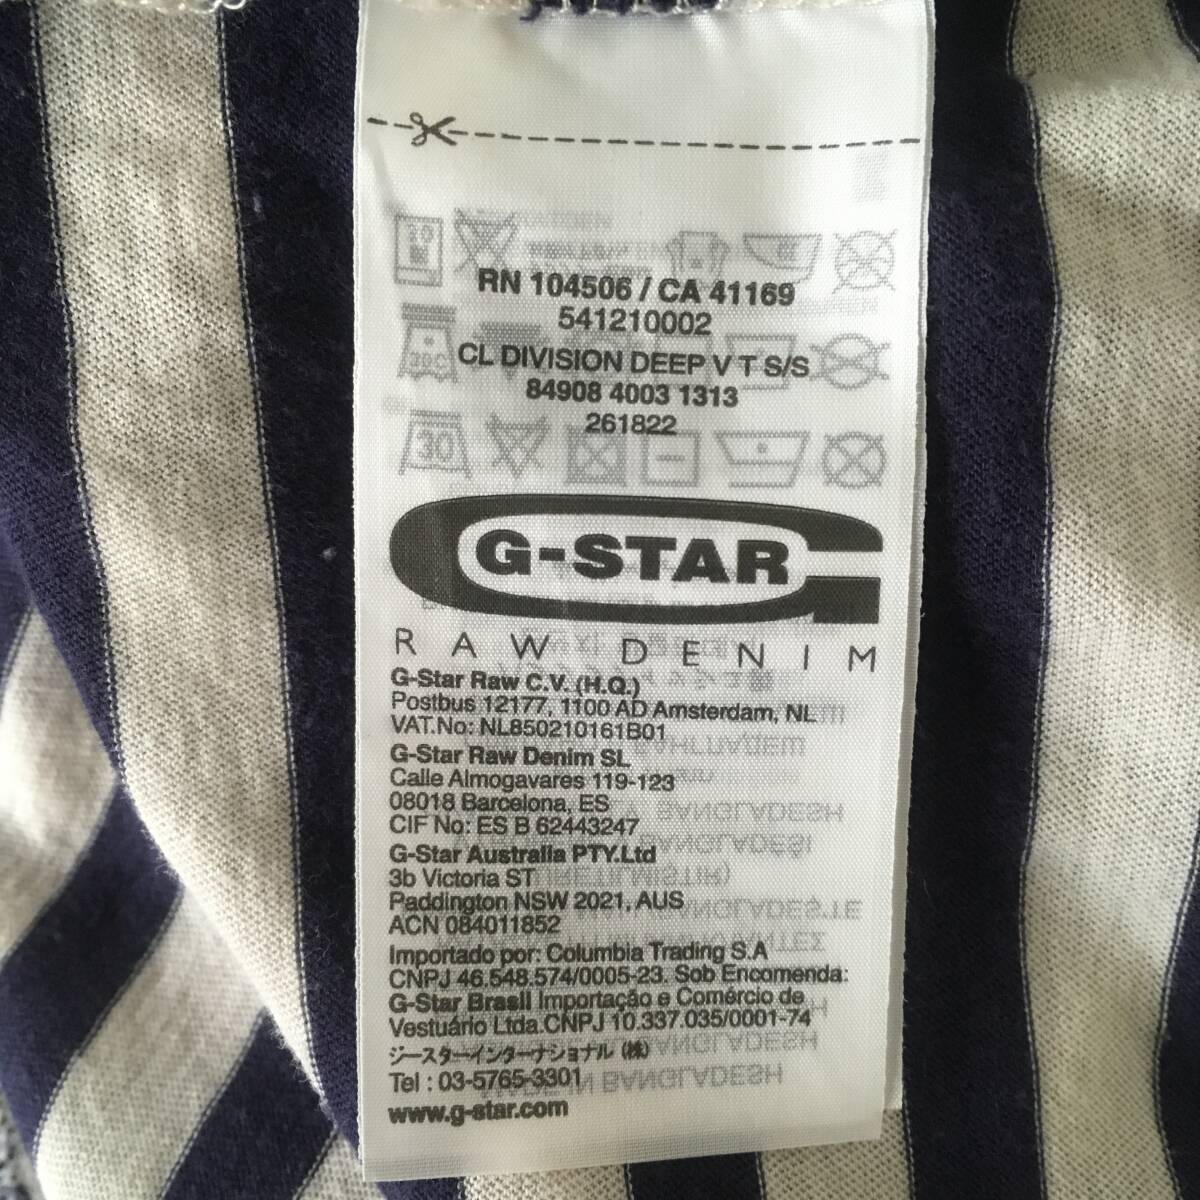 RN 104506 / CA 41169
541210002
CL DIVISION DEEP V T S/S
84908 4003 1313
261822
30
G-STAR
RAW DENIM
G-Star Raw C.V. (H.Q.)
Postbus 12177, 1100 AD Amsterdam, NL
VAT.No: NL850210161B01
G-Star Raw Denim SL
Calle Almogavares 119-123
08018 Barcelona, ES
CIF No: ES B 62443247
G-Star Australia PTY.Ltd
3b Victoria ST
Paddington NSW 2021, AUS
ACN 084011852
Importado por: Columbia Trading S.A
CNPJ 46.548.574/0005-23. Sob Encomenda:
G-Star Brasil Importação e Comércio de
Vestuário Ltda.CNPJ 10.337.035/0001-74
ジースターインターナショナル (株)
Tel : 03-5765-3301
www.g-star.com